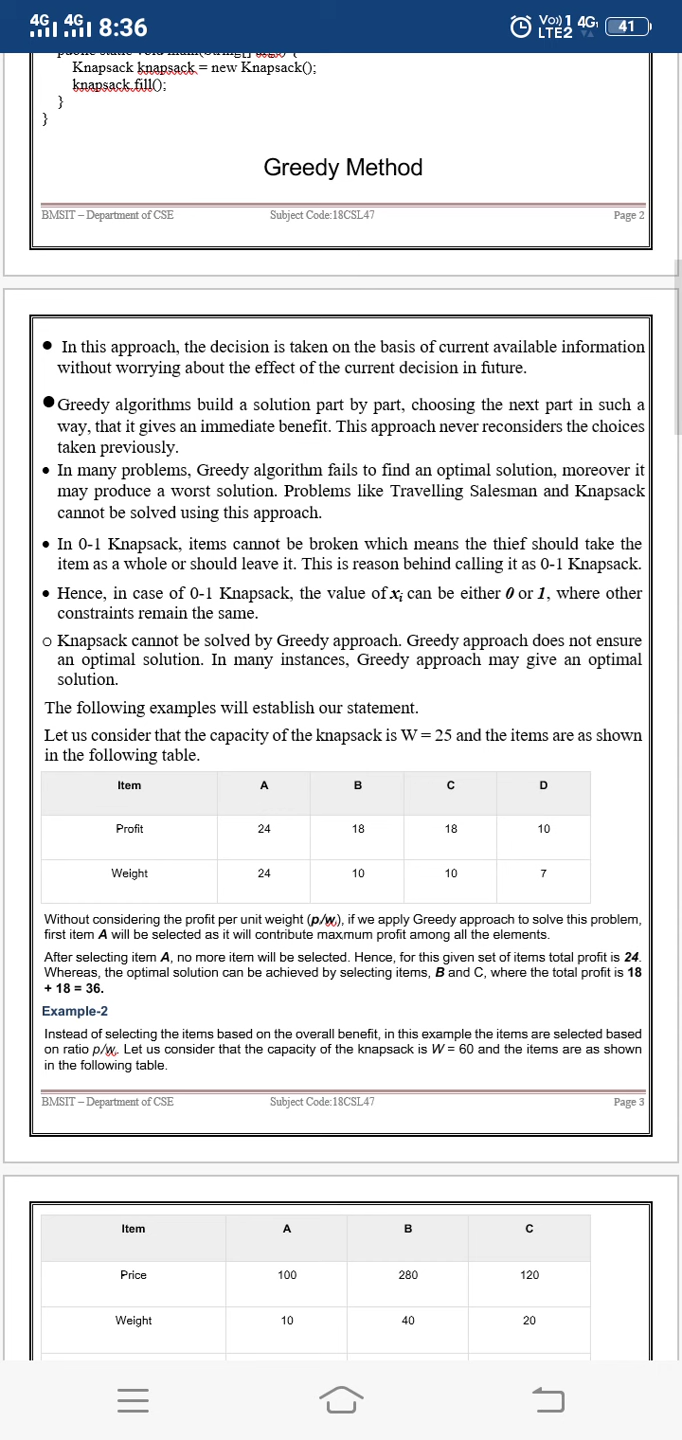 4G 4G 8:36 Vo)) 1 4G LTE2 41
Knapsack knapsack = new Knapsack();
knapsack.fill();
}
}
Greedy Method
BMSIT – Department of CSE Subject Code:18CSL47 Page 2
• In this approach, the decision is taken on the basis of current available information
without worrying about the effect of the current decision in future.
• Greedy algorithms build a solution part by part, choosing the next part in such a
way, that it gives an immediate benefit. This approach never reconsiders the choices
taken previously.
• In many problems, Greedy algorithm fails to find an optimal solution, moreover it
may produce a worst solution. Problems like Travelling Salesman and Knapsack
cannot be solved using this approach.
• In 0-1 Knapsack, items cannot be broken which means the thief should take the
item as a whole or should leave it. This is reason behind calling it as 0-1 Knapsack.
• Hence, in case of 0-1 Knapsack, the value of xi can be either 0 or 1, where other
constraints remain the same.
o Knapsack cannot be solved by Greedy approach. Greedy approach does not ensure
an optimal solution. In many instances, Greedy approach may give an optimal
solution.
The following examples will establish our statement.
Let us consider that the capacity of the knapsack is W = 25 and the items are as shown
in the following table.
Item A B C D
Profit 24 18 18 10
Weight 24 10 10 7
Without considering the profit per unit weight (p/wi), if we apply Greedy approach to solve this problem,
first item A will be selected as it will contribute maxmum profit among all the elements.
After selecting item A, no more item will be selected. Hence, for this given set of items total profit is 24.
Whereas, the optimal solution can be achieved by selecting items, B and C, where the total profit is 18
+ 18 = 36.
Example-2
Instead of selecting the items based on the overall benefit, in this example the items are selected based
on ratio p/wi. Let us consider that the capacity of the knapsack is W = 60 and the items are as shown
in the following table.
BMSIT – Department of CSE Subject Code:18CSL47 Page 3
Item A B C
Price 100 280 120
Weight 10 40 20